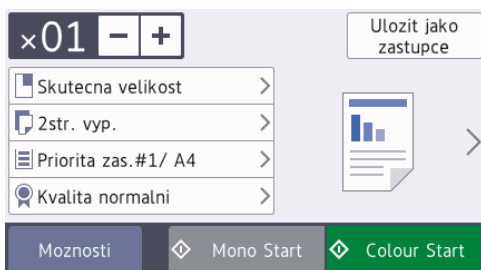 ×01 − +
Ulozit jako
zastupce
Skutecna velikost
2str. vyp.
Priorita zas.#1/ A4
Kvalita normalni
Moznosti
Mono Start
Colour Start